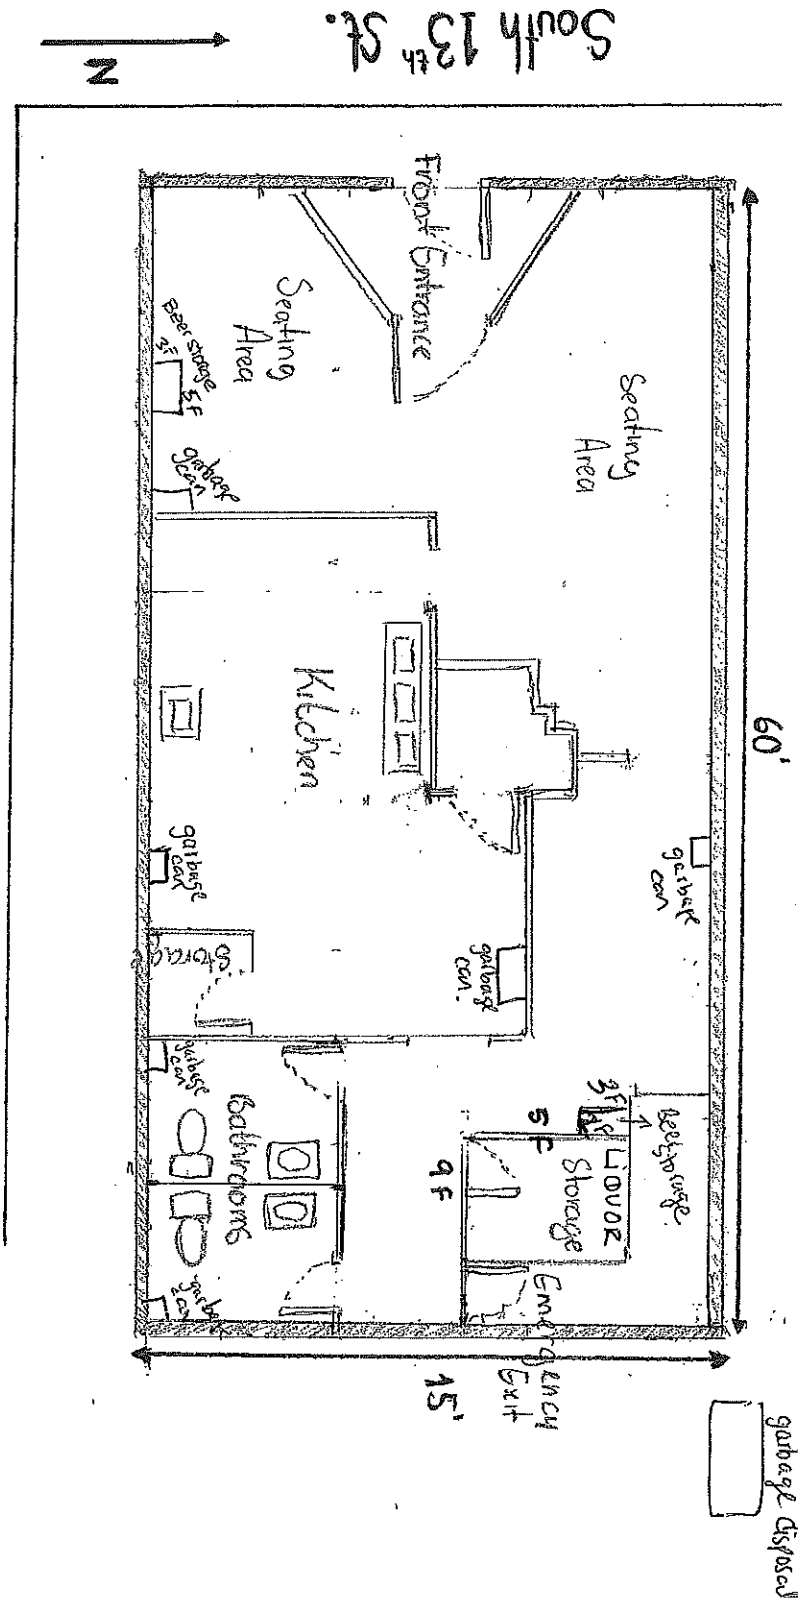 South 13th St.
N
Front Entrance
Seating
Area
Beer storage
3F
5F
garbage
can
Seating
Area
60'
Kitchen
garbage
can
garbage
can
garbage
can.
Storage
garbage
can
Bathrooms
3F
4F
5F
9F
Liquor
Storage
Beer storage
garbage
can
Emergency
Exit
15'
garbage disposal